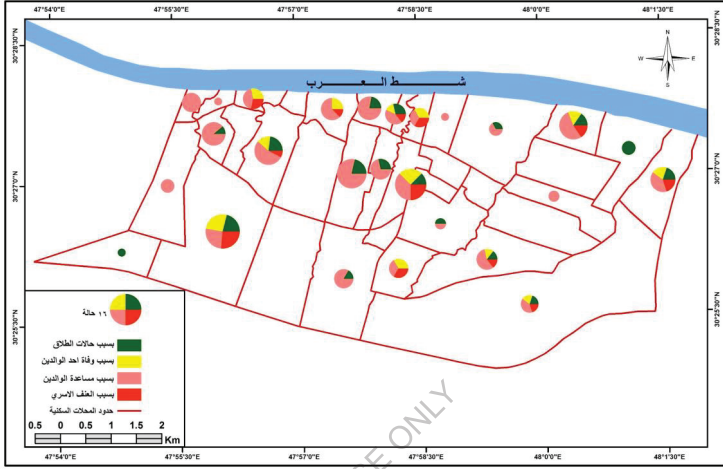 47°54'0"E 47°55'30"E 47°57'0"E 47°58'30"E 48°0'0"E 48°1'30"E
30°28'30"N
30°28'30"N
N
W E
S
شـــط الـعـــرب
30°27'0"N
30°27'0"N
30°25'30"N
30°25'30"N
١٦ حالة
بسبب حالات الطلاق
بسبب وفاة احد الوالدين
بسبب مساعدة الوالدين
بسبب العنف الاسري
حدود المحلات السكنية
0.5 0 0.5 1 1.5 2
Km
E ONLY
47°54'0"E 47°55'30"E 47°57'0"E 47°58'30"E 48°0'0"E 48°1'30"E